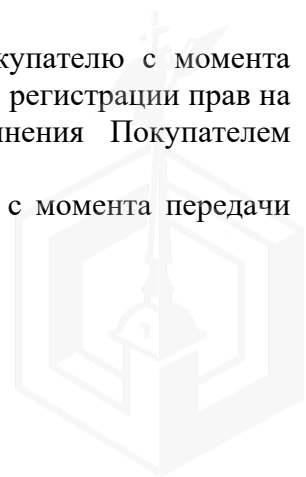 купателю с момента
регистрации прав на
нения Покупателем
с момента передачи